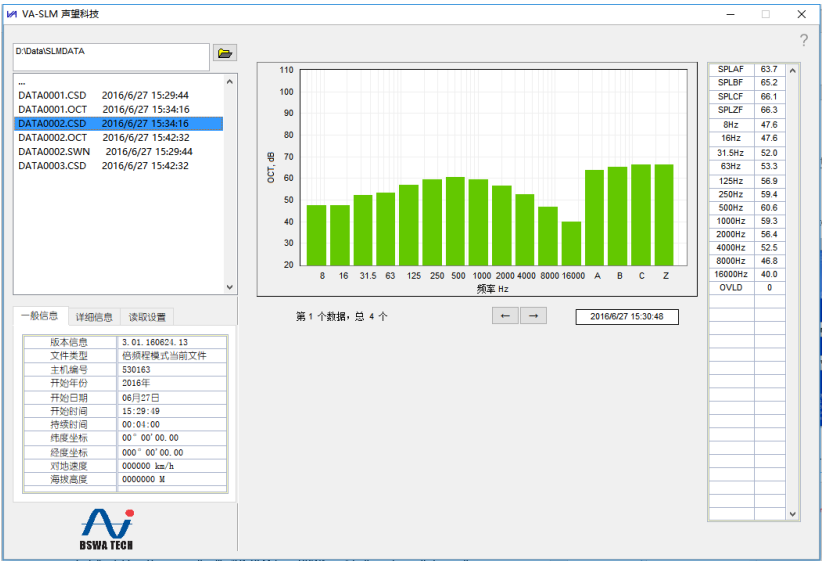 VA-SLM 声望科技
?
D:\Data\SLMDATA
...
DATA0001.CSD 2016/6/27 15:29:44
DATA0001.OCT 2016/6/27 15:34:16
DATA0002.CSD 2016/6/27 15:34:16
DATA0002.OCT 2016/6/27 15:42:32
DATA0002.SWN 2016/6/27 15:29:44
DATA0003.CSD 2016/6/27 15:42:32
一般信息 详细信息 读取设置
版本信息 3.01.160624.13
文件类型 倍频程模式当前文件
主机编号 530163
开始年份 2016年
开始日期 06月27日
开始时间 15:29:49
持续时间 00:04:00
纬度坐标 00°00'00.00
经度坐标 000°00'00.00
对地速度 000000 km/h
海拔高度 0000000 M
BSWA TECH
OCT, dB
110
100
90
80
70
60
50
40
30
20
8 16 31.5 63 125 250 500 1000 2000 4000 8000 16000 A B C Z
频率 Hz
第 1 个数据，总 4 个
← →
2016/6/27 15:30:48
SPLAF 63.7
SPLBF 65.2
SPLCF 66.1
SPLZF 66.3
8Hz 47.6
16Hz 47.6
31.5Hz 52.0
63Hz 53.3
125Hz 56.9
250Hz 59.4
500Hz 60.6
1000Hz 59.3
2000Hz 56.4
4000Hz 52.5
8000Hz 46.8
16000Hz 40.0
OVLD 0